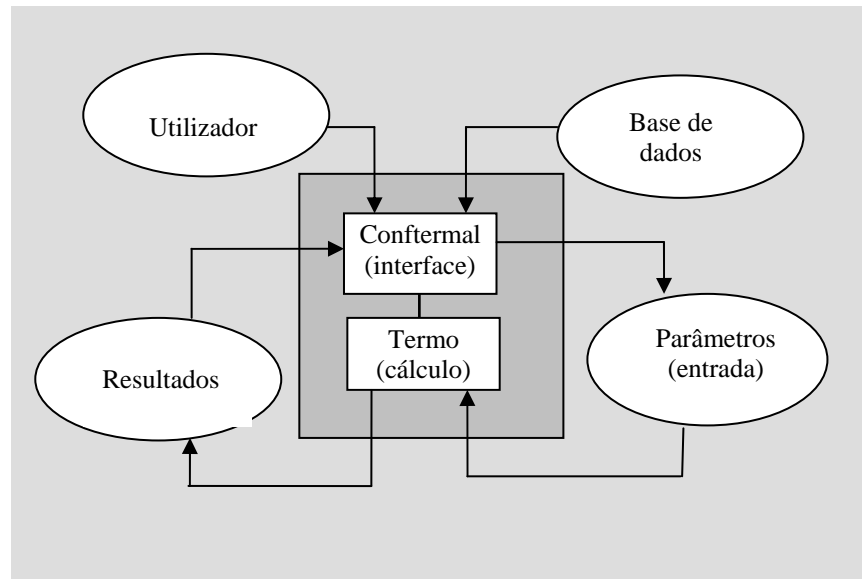 Utilizador
Base de
dados
Conftermal
(interface)
Termo
(cálculo)
Parâmetros
(entrada)
Resultados